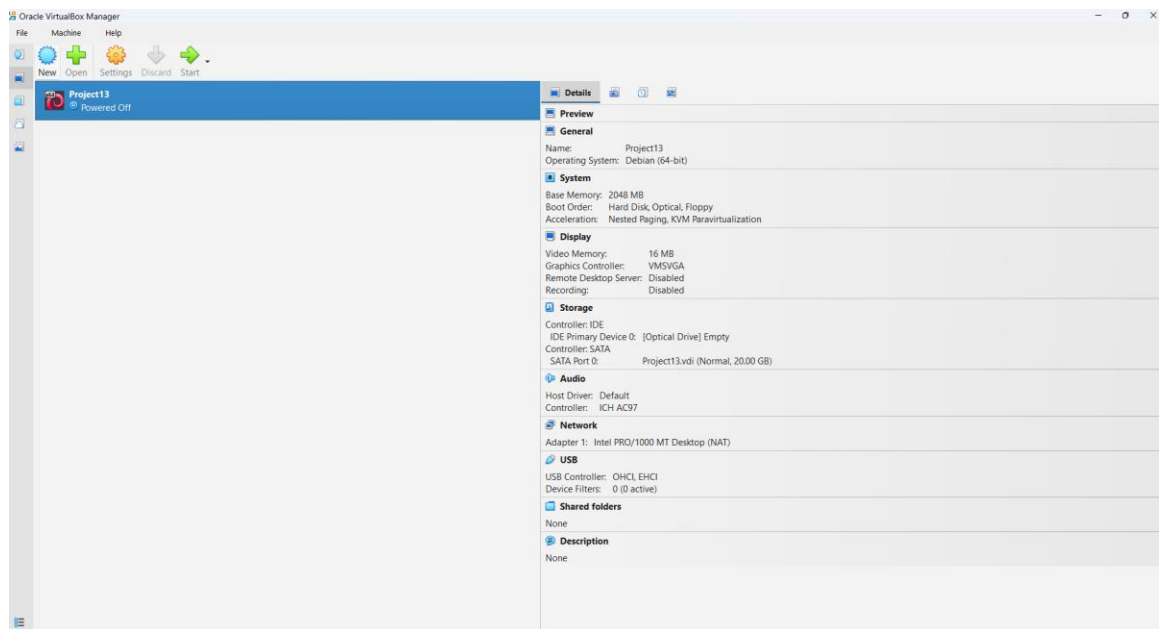 Oracle VirtualBox Manager
File Machine Help
New Open Settings Discard Start
Project13
Powered Off
Details
Preview
General
Name: Project13
Operating System: Debian (64-bit)
System
Base Memory: 2048 MB
Boot Order: Hard Disk, Optical, Floppy
Acceleration: Nested Paging, KVM Paravirtualization
Display
Video Memory: 16 MB
Graphics Controller: VMSVGA
Remote Desktop Server: Disabled
Recording: Disabled
Storage
Controller: IDE
IDE Primary Device 0: [Optical Drive] Empty
Controller: SATA
SATA Port 0: Project13.vdi (Normal, 20.00 GB)
Audio
Host Driver: Default
Controller: ICH AC97
Network
Adapter 1: Intel PRO/1000 MT Desktop (NAT)
USB
USB Controller: OHCI, EHCI
Device Filters: 0 (0 active)
Shared folders
None
Description
None